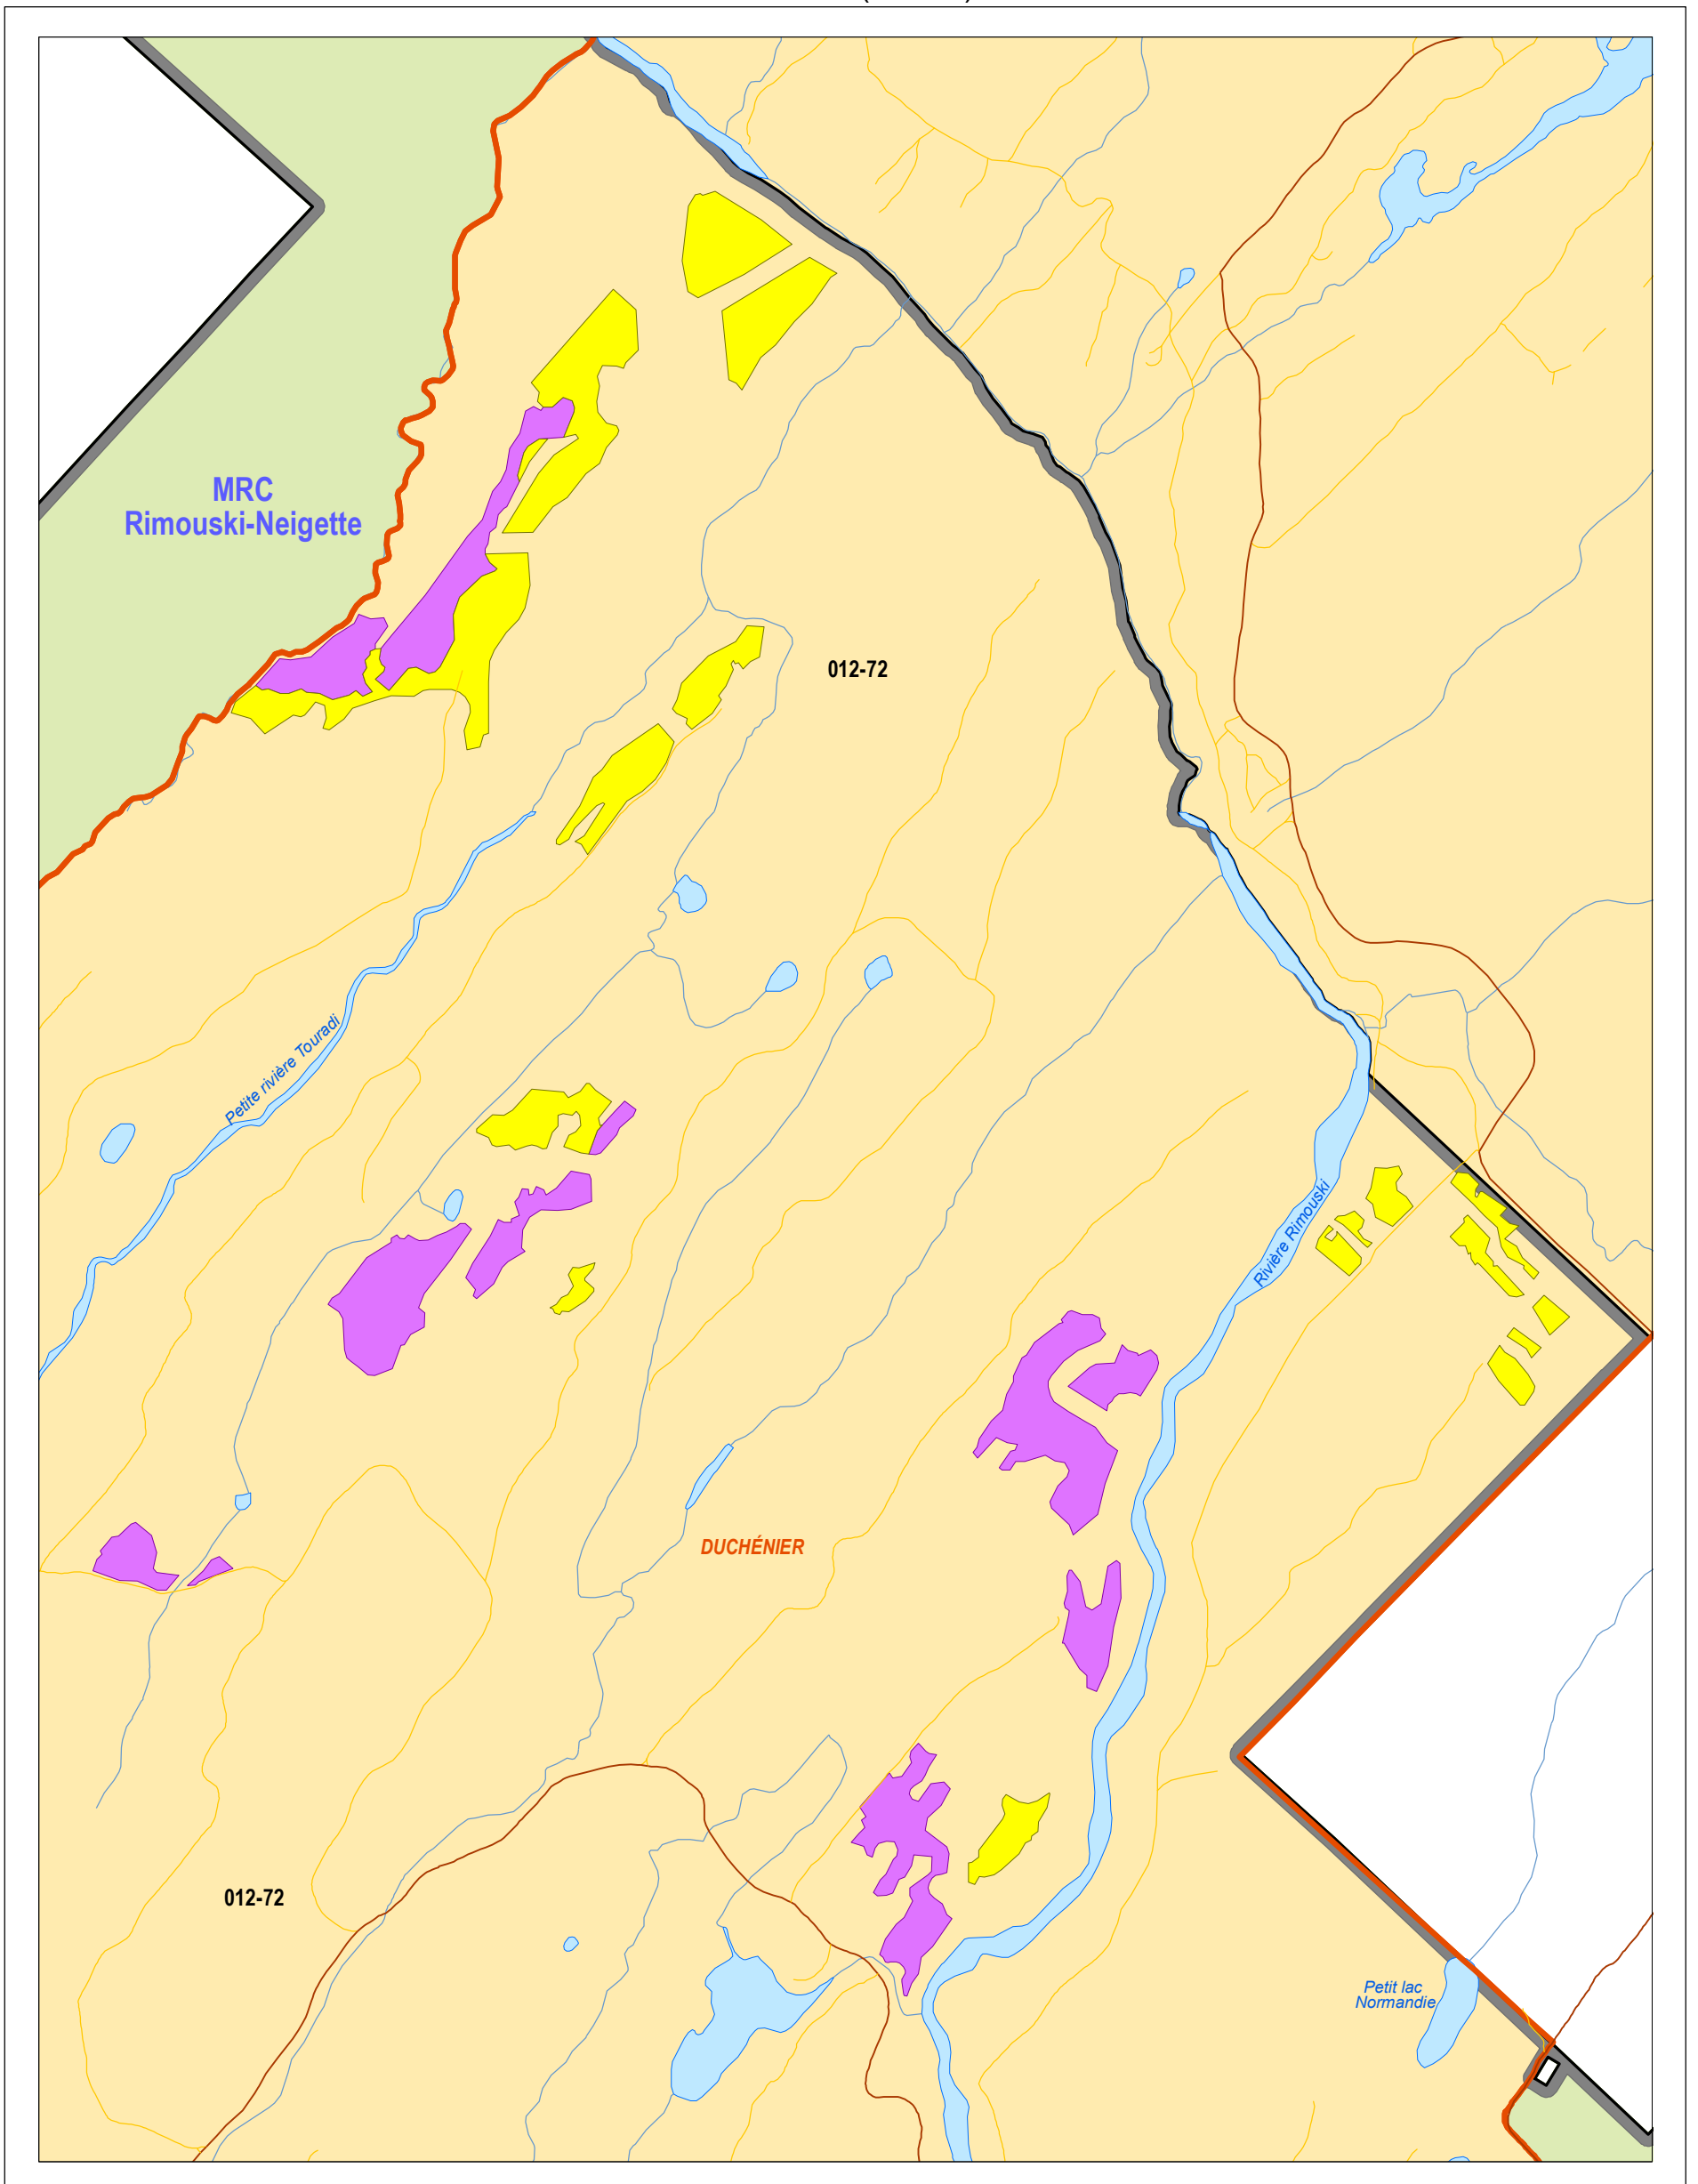 MRC
Rimouski-Neigette
012-72
Petite rivière Touradi
Rivière Rimouski
DUCHÉNIER
012-72
Petit lac
Normandie